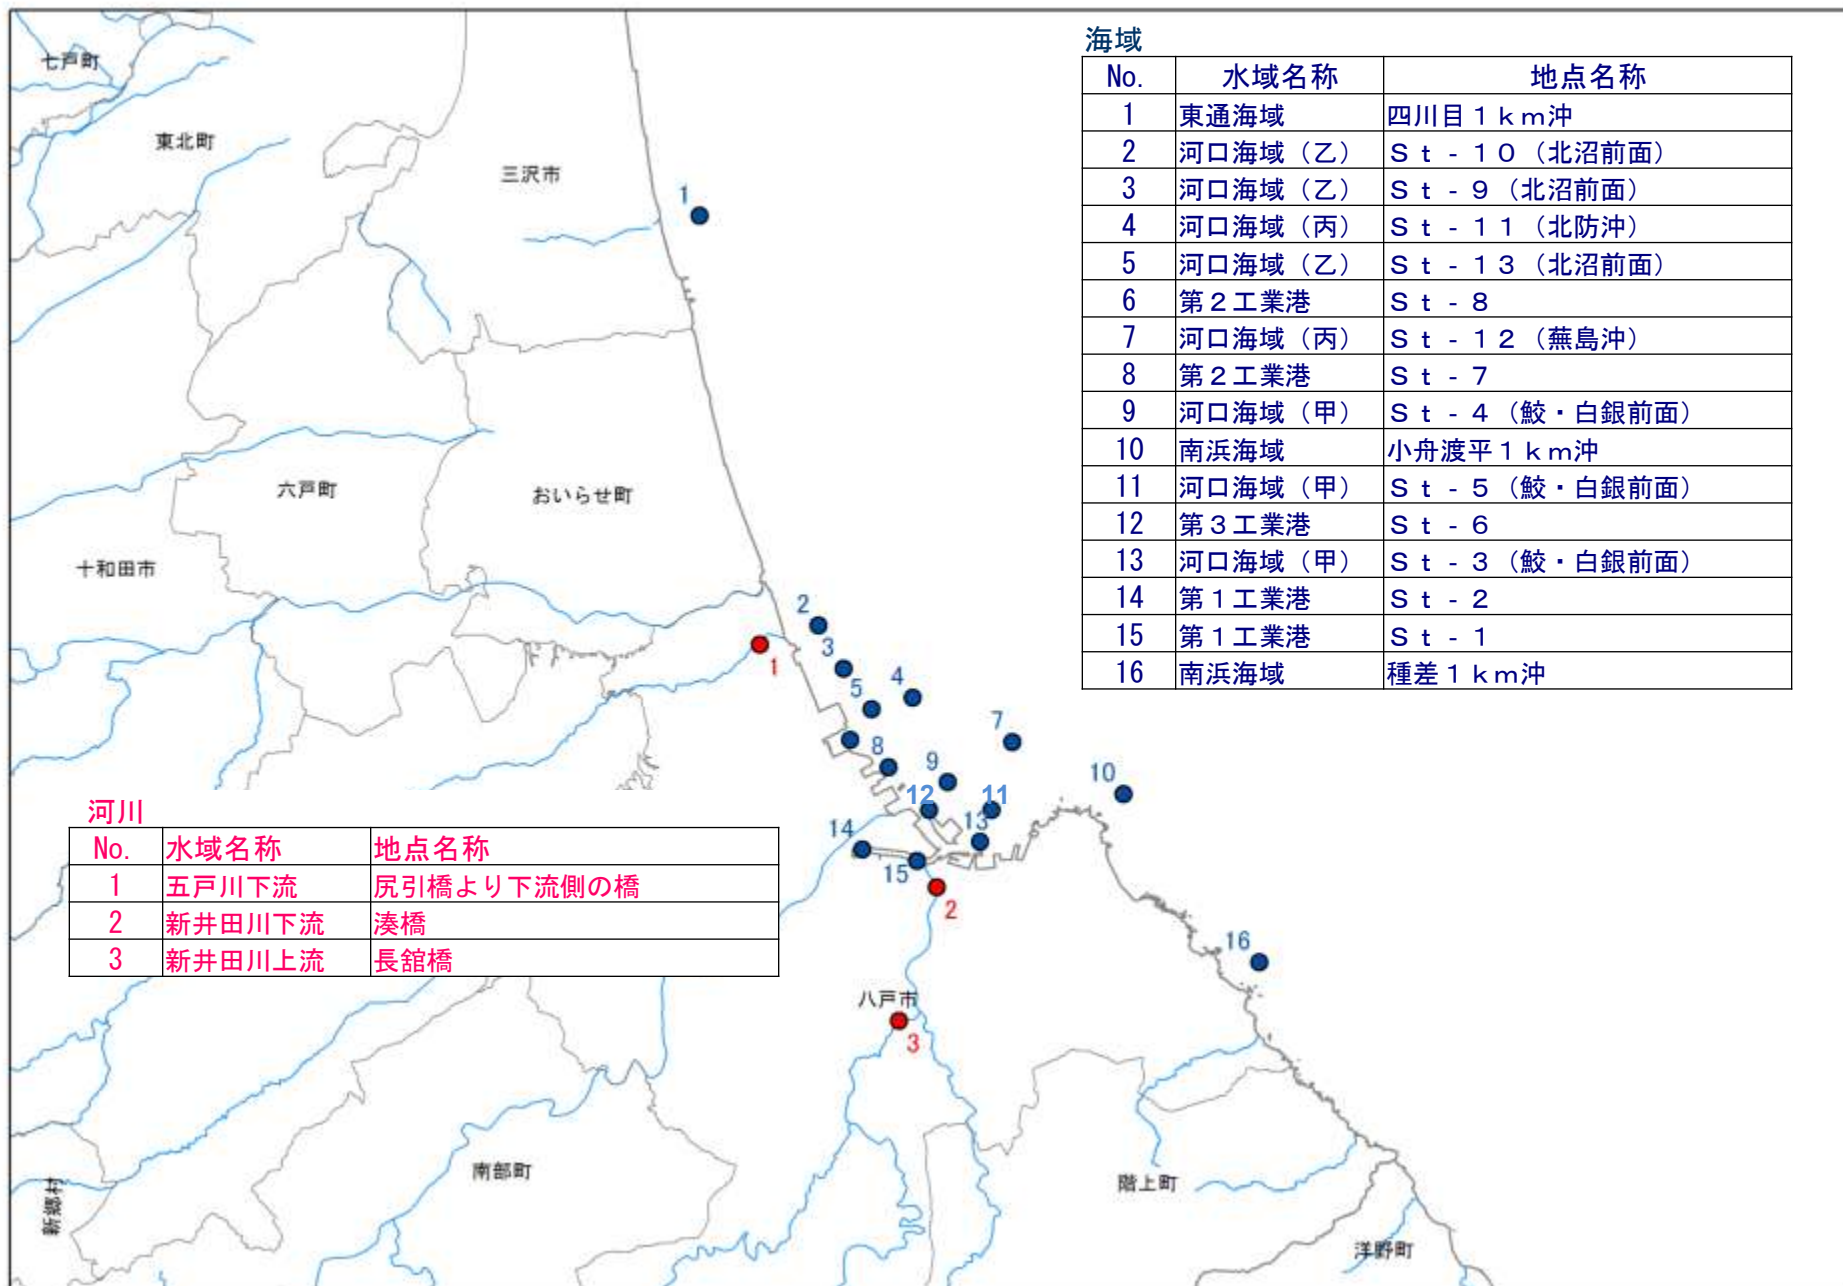 海域
No. 水域名称 地点名称
1 東通海域 四川目1km沖
2 河口海域（乙） St-10（北沼前面）
3 河口海域（乙） St-9（北沼前面）
4 河口海域（丙） St-11（北防沖）
5 河口海域（乙） St-13（北沼前面）
6 第2工業港 St-8
7 河口海域（丙） St-12（蕪島沖）
8 第2工業港 St-7
9 河口海域（甲） St-4（鮫・白銀前面）
10 南浜海域 小舟渡平1km沖
11 河口海域（甲） St-5（鮫・白銀前面）
12 第3工業港 St-6
13 河口海域（甲） St-3（鮫・白銀前面）
14 第1工業港 St-2
15 第1工業港 St-1
16 南浜海域 種差1km沖
七戸町
東北町
三沢市
1
六戸町
おいらせ町
十和田市
2
3
1
5
4
7
8
9
10
12
11
14
13
15
2
16
河川
No. 水域名称 地点名称
1 五戸川下流 尻引橋より下流側の橋
2 新井田川下流 湊橋
3 新井田川上流 長舘橋
八戸市
3
南部町
階上町
新郷村
洋野町